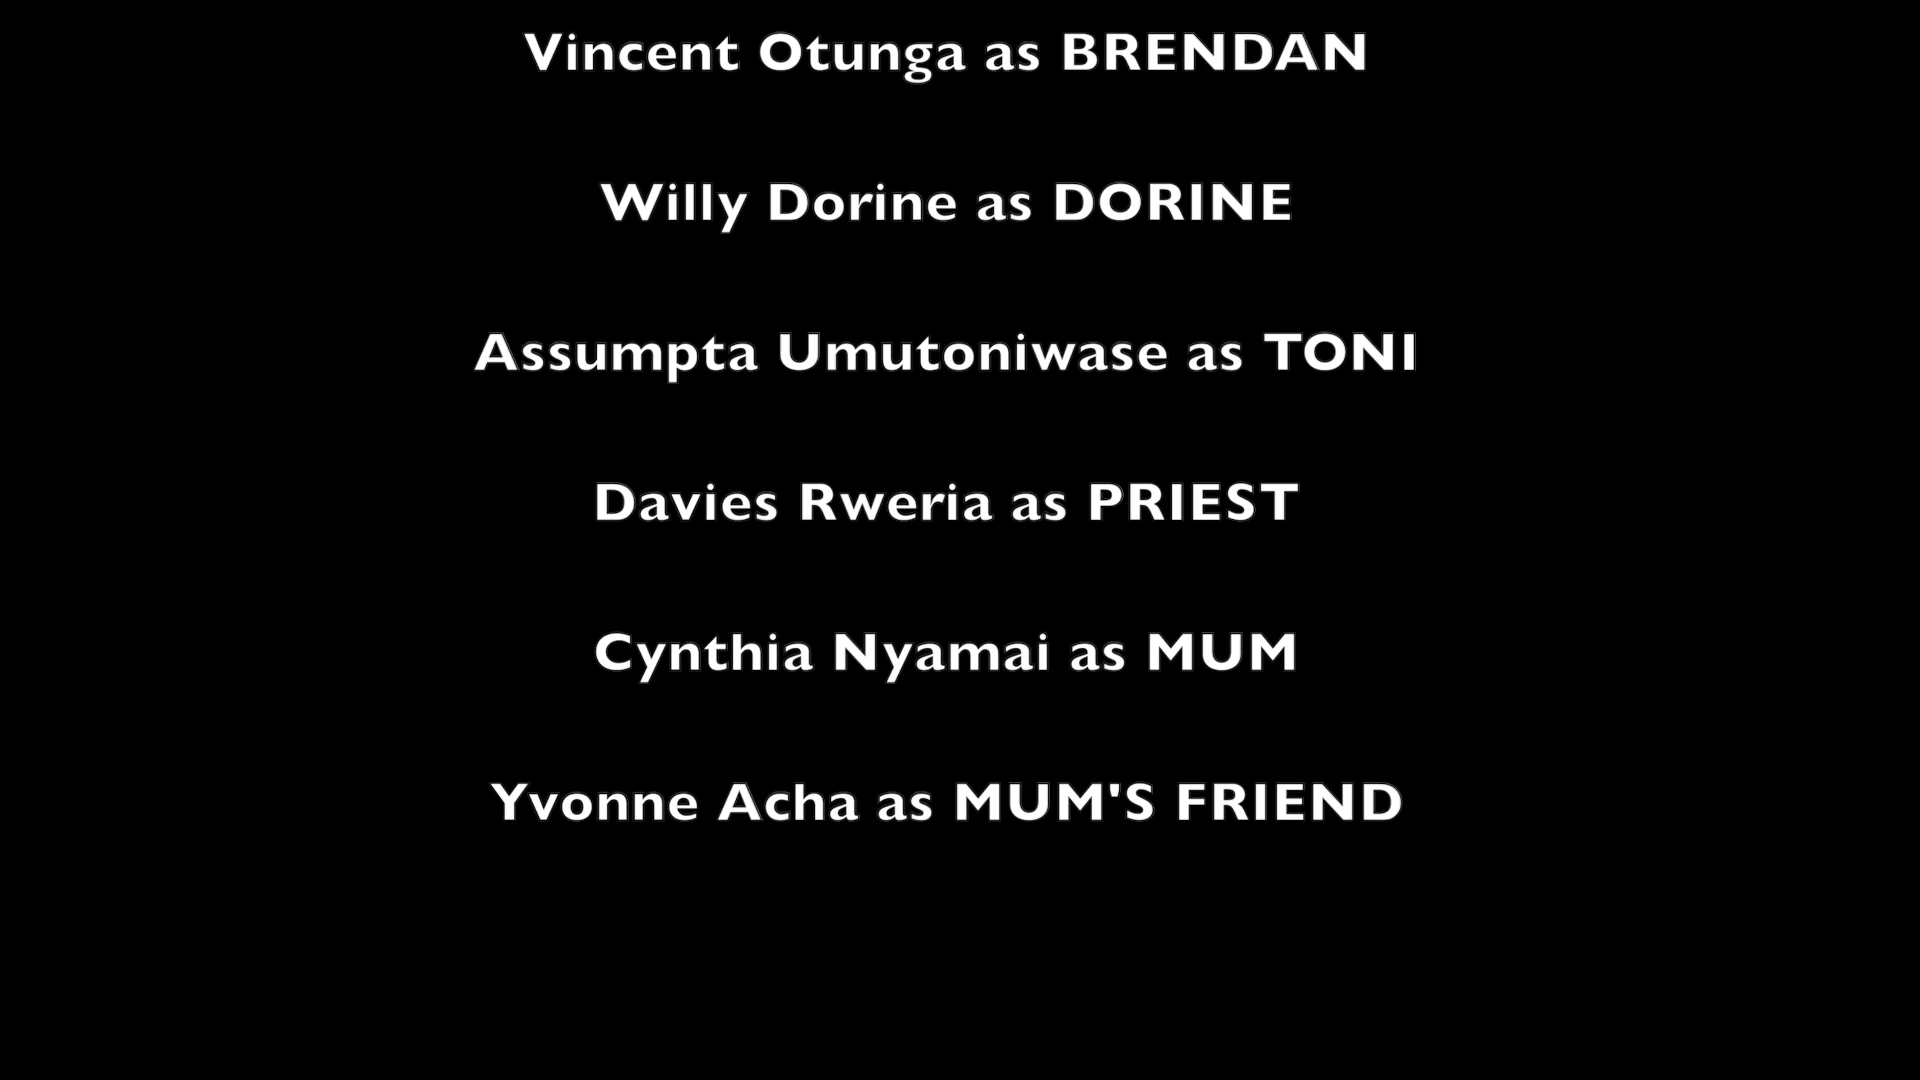 Vincent Otunga as BRENDAN
Willy Dorine as DORINE
Assumpta Umutoniwase as TONI
Davies Rweria as PRIEST
Cynthia Nyamai as MUM
Yvonne Acha as MUM'S FRIEND